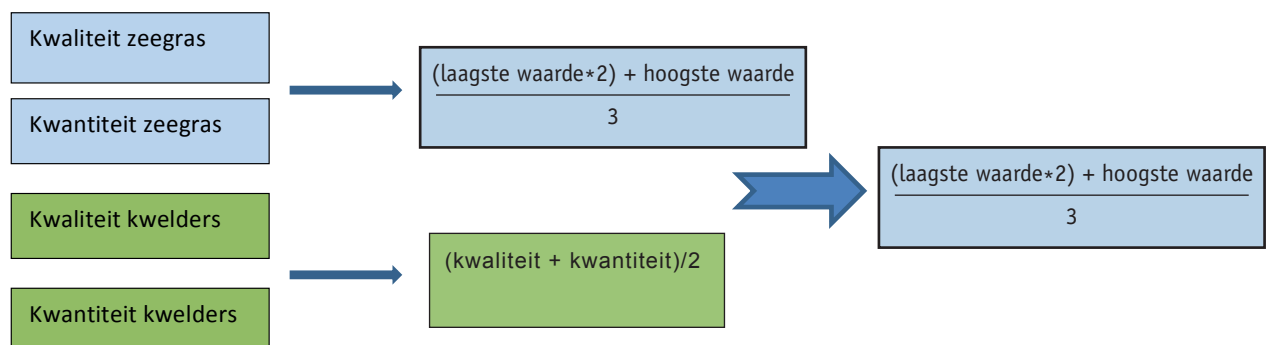 Kwaliteit zeegras
Kwantiteit zeegras
Kwaliteit kwelders
Kwantiteit kwelders
(laagste waarde*2) + hoogste waarde
3
(kwaliteit + kwantiteit)/2
(laagste waarde*2) + hoogste waarde
3